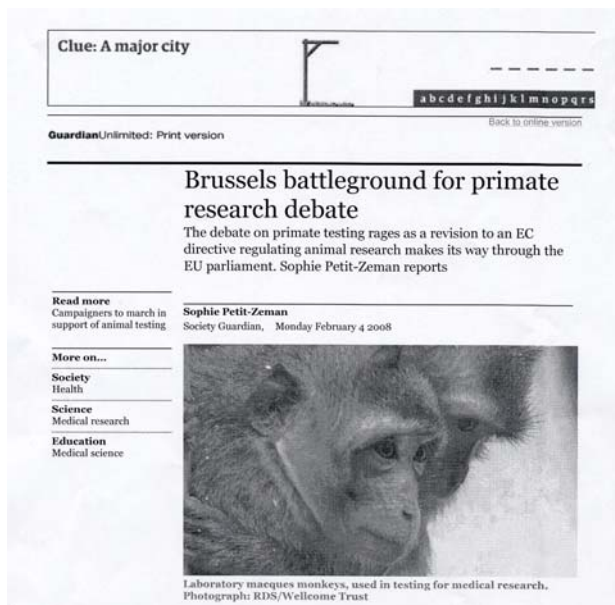 Clue: A major city
a b c d e f g h i j k l m n o p q r s
Back to online version
GuardianUnlimited: Print version
Brussels battleground for primate
research debate
The debate on primate testing rages as a revision to an EC
directive regulating animal research makes its way through the
EU parliament. Sophie Petit-Zeman reports
Read more
Campaigners to march in
support of animal testing
More on...
Society
Health
Science
Medical research
Education
Medical science
Sophie Petit-Zeman
Society Guardian, Monday February 4 2008
Laboratory macques monkeys, used in testing for medical research.
Photograph: RDS/Wellcome Trust